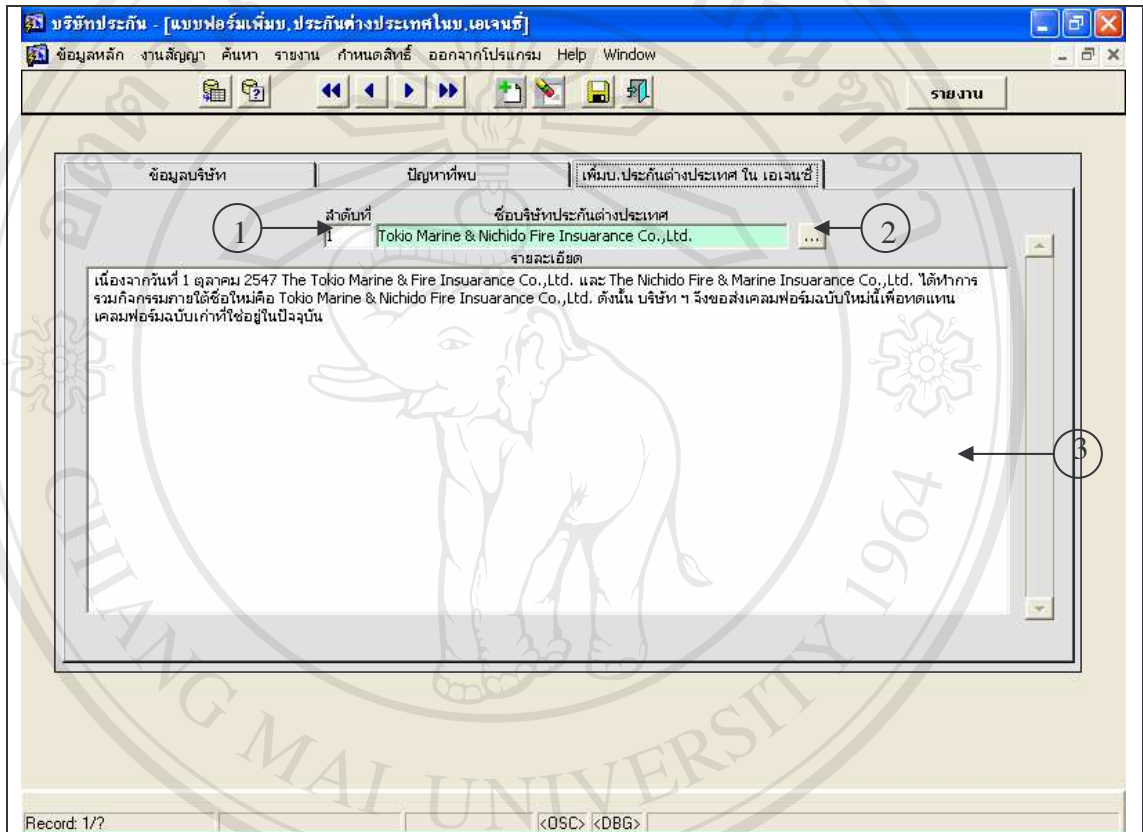 บริษัทประกัน - [แบบฟอร์มเพิ่มบ.ประกันต่างประเทศในบ.เอเจนซี่]
ข้อมูลหลัก งานสัญญา ค้นหา รายงาน กำหนดสิทธิ์ ออกจากโปรแกรม Help Window
รายงาน
ข้อมูลบริษัท ปัญหาที่พบ เพิ่มบ.ประกันต่างประเทศ ใน เอเจนซี่
ลำดับที่ ชื่อบริษัทประกันต่างประเทศ
1 1 Tokio Marine & Nichido Fire Insuarance Co.,Ltd. ... 2
รายละเอียด
เนื่องจากวันที่ 1 ตุลาคม 2547 The Tokio Marine & Fire Insuarance Co.,Ltd. และ The Nichido Fire & Marine Insuarance Co.,Ltd. ได้ทำการ
รวมกิจกรรมภายใต้ชื่อใหม่คือ Tokio Marine & Nichido Fire Insuarance Co.,Ltd. ดังนั้น บริษัท ฯ จึงขอส่งเคลมฟอร์มฉบับใหม่นี้เพื่อทดแทน
เคลมฟอร์มฉบับเก่าที่ใช้อยู่ในปัจจุบัน
3
CHIANG MAI UNIVERSITY 1964
Record: 1/? <OSC> <DBG>